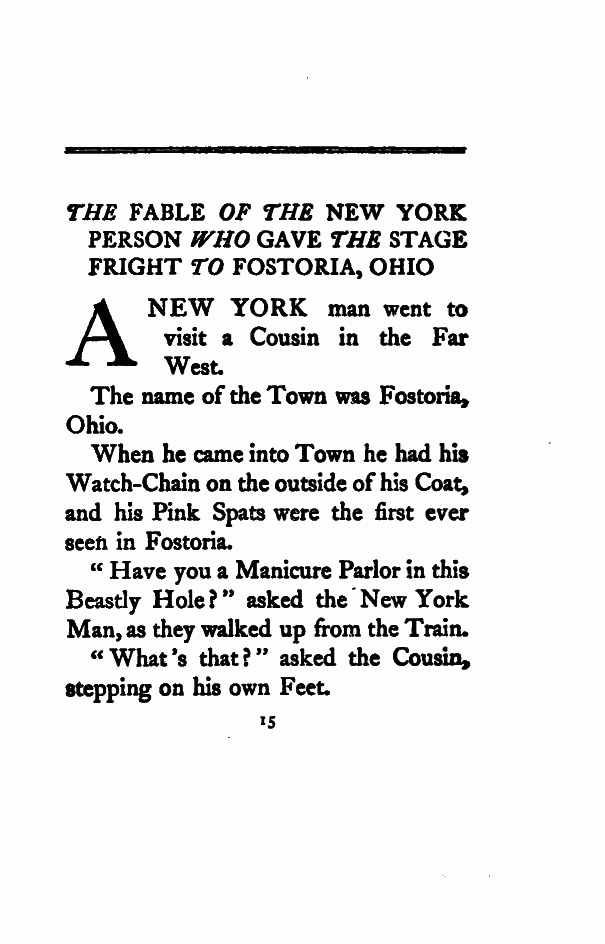 THE FABLE OF THE NEW YORK
PERSON WHO GAVE THE STAGE
FRIGHT TO FOSTORIA, OHIO
A NEW YORK man went to
visit a Cousin in the Far
West.
The name of the Town was Fostoria,
Ohio.
When he came into Town he had his
Watch-Chain on the outside of his Coat,
and his Pink Spats were the first ever
seen in Fostoria.
“ Have you a Manicure Parlor in this
Beastly Hole?” asked the New York
Man, as they walked up from the Train.
“ What ’s that?” asked the Cousin,
stepping on his own Feet.
15